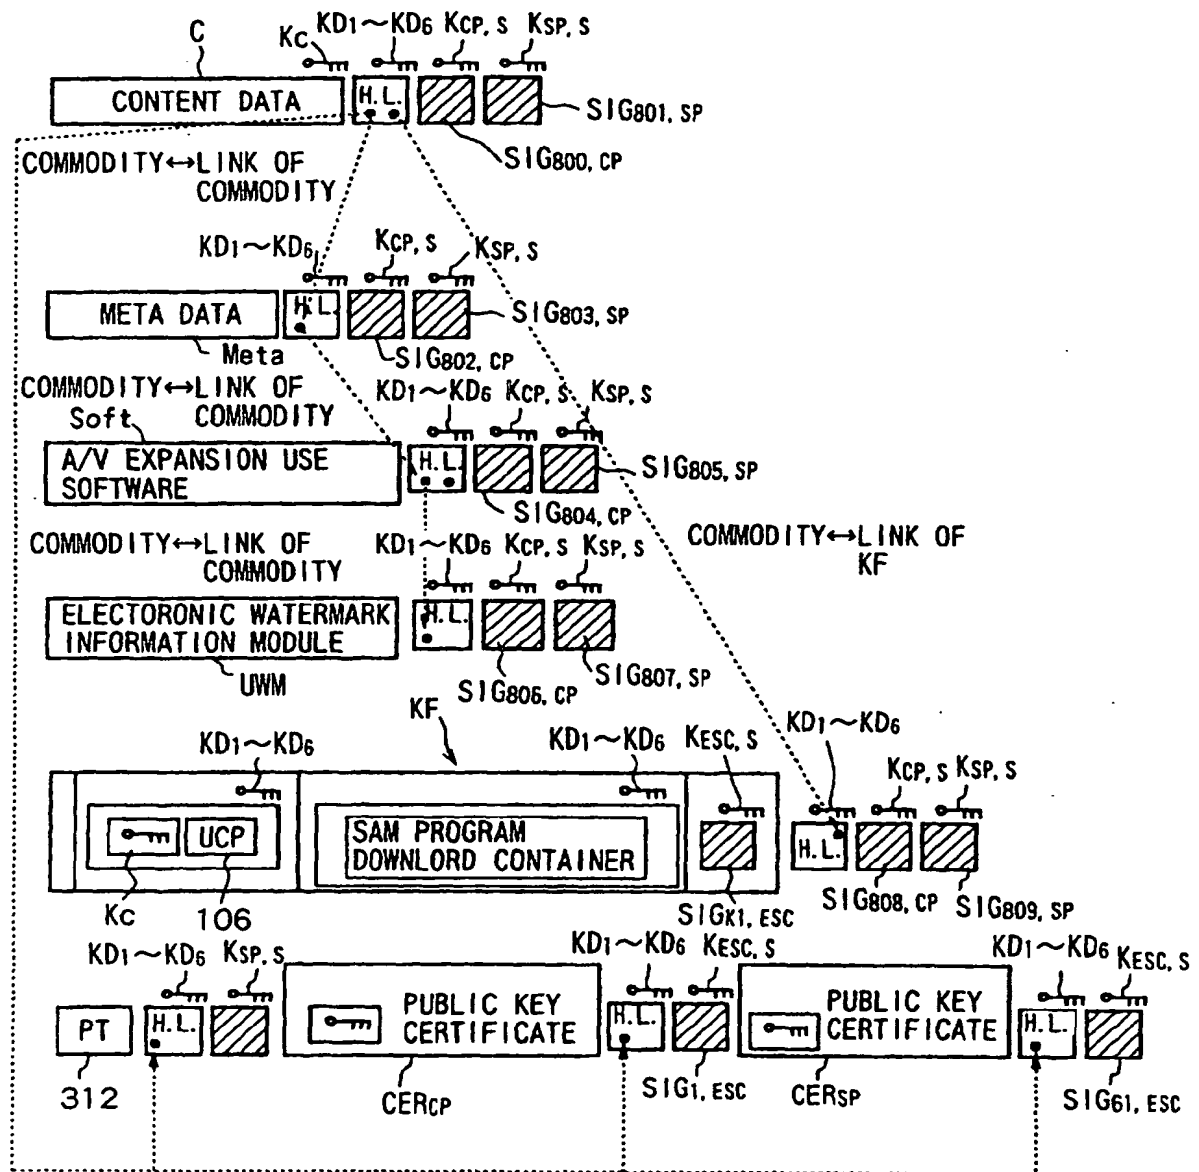 C
Kc
KD1~KD6 KCP, S KSP, S
CONTENT DATA
H.L.
SIG801, SP
SIG800, CP
COMMODITY↔LINK OF
COMMODITY
KD1~KD6
KCP, S
KSP, S
META DATA
H.L.
SIG803, SP
Meta
SIG802, CP
COMMODITY↔LINK OF
COMMODITY
KD1~KD6 KCP, S KSP, S
Soft
A/V EXPANSION USE
SOFTWARE
H.L.
SIG805, SP
SIG804, CP
COMMODITY↔LINK OF
KF
COMMODITY↔LINK OF
COMMODITY
KD1~KD6 KCP, S KSP, S
ELECTORONIC WATERMARK
INFORMATION MODULE
H.L.
SIG807, SP
UWM
SIG806, CP
KF
KD1~KD6
KD1~KD6
KESC, S
KD1~KD6
KCP, S KSP, S
UCP
SAM PROGRAM
DOWNLORD CONTAINER
H.L.
Kc
106
SIGK1, ESC
SIG808, CP
SIG809, SP
KD1~KD6 KSP, S
KD1~KD6 KESC, S
KD1~KD6
KESC, S
PT
H.L.
PUBLIC KEY
CERTIFICATE
H.L.
PUBLIC KEY
CERTIFICATE
H.L.
312
CERCP
SIG1, ESC
CERSP
SIG61, ESC